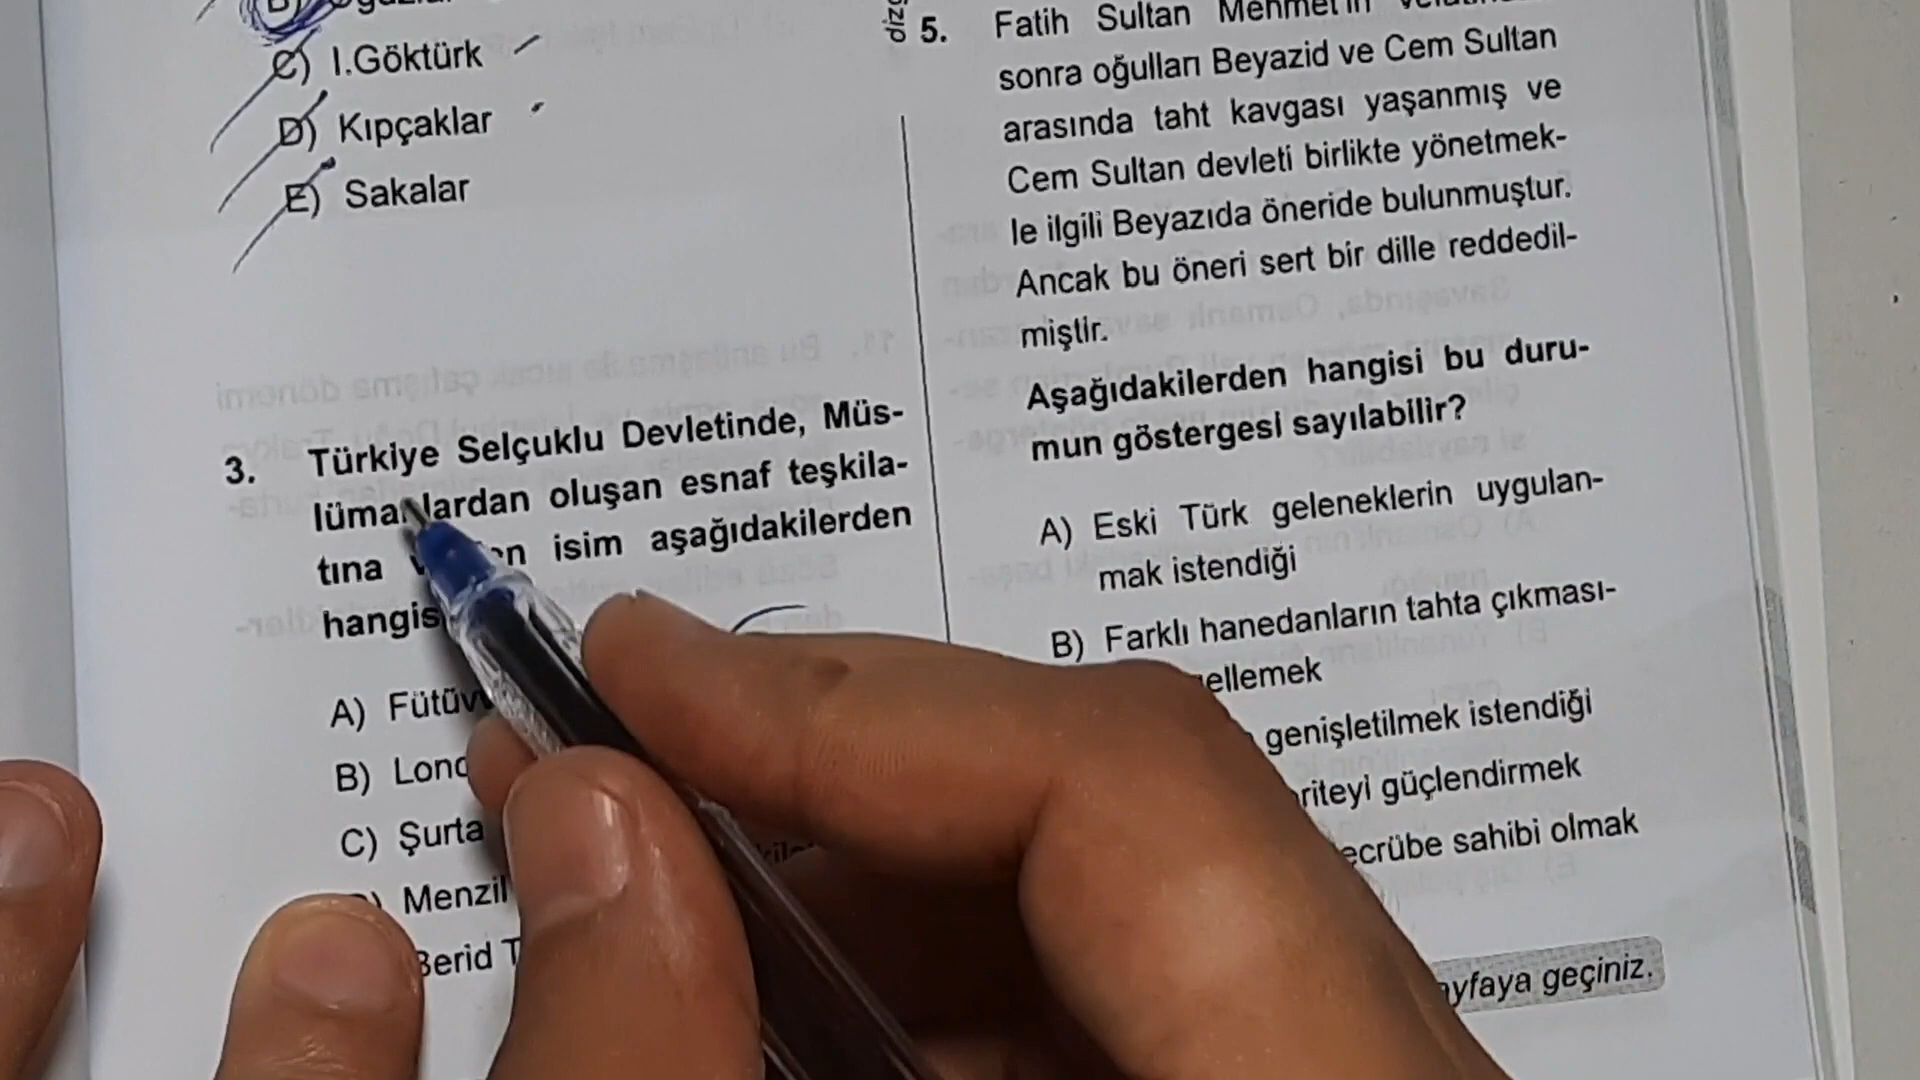 C) I.Göktürk
D) Kıpçaklar
E) Sakalar
3. Türkiye Selçuklu Devletinde, Müs-
lümanlardan oluşan esnaf teşkila-
tına isim aşağıdakilerden
hangis
A) Fütüv
B) Lonc
C) Şurta
Menzil
Berid T
5. Fatih Sultan Mehmet'in
sonra oğulları Beyazid ve Cem Sultan
arasında taht kavgası yaşanmış ve
Cem Sultan devleti birlikte yönetmek-
le ilgili Beyazıda öneride bulunmuştur.
Ancak bu öneri sert bir dille reddedil-
miştir.
Aşağıdakilerden hangisi bu duru-
mun göstergesi sayılabilir?
A) Eski Türk geleneklerin uygulan-
mak istendiği
B) Farklı hanedanların tahta çıkması-
ellemek
genişletilmek istendiği
riteyi güçlendirmek
ecrübe sahibi olmak
yfaya geçiniz.